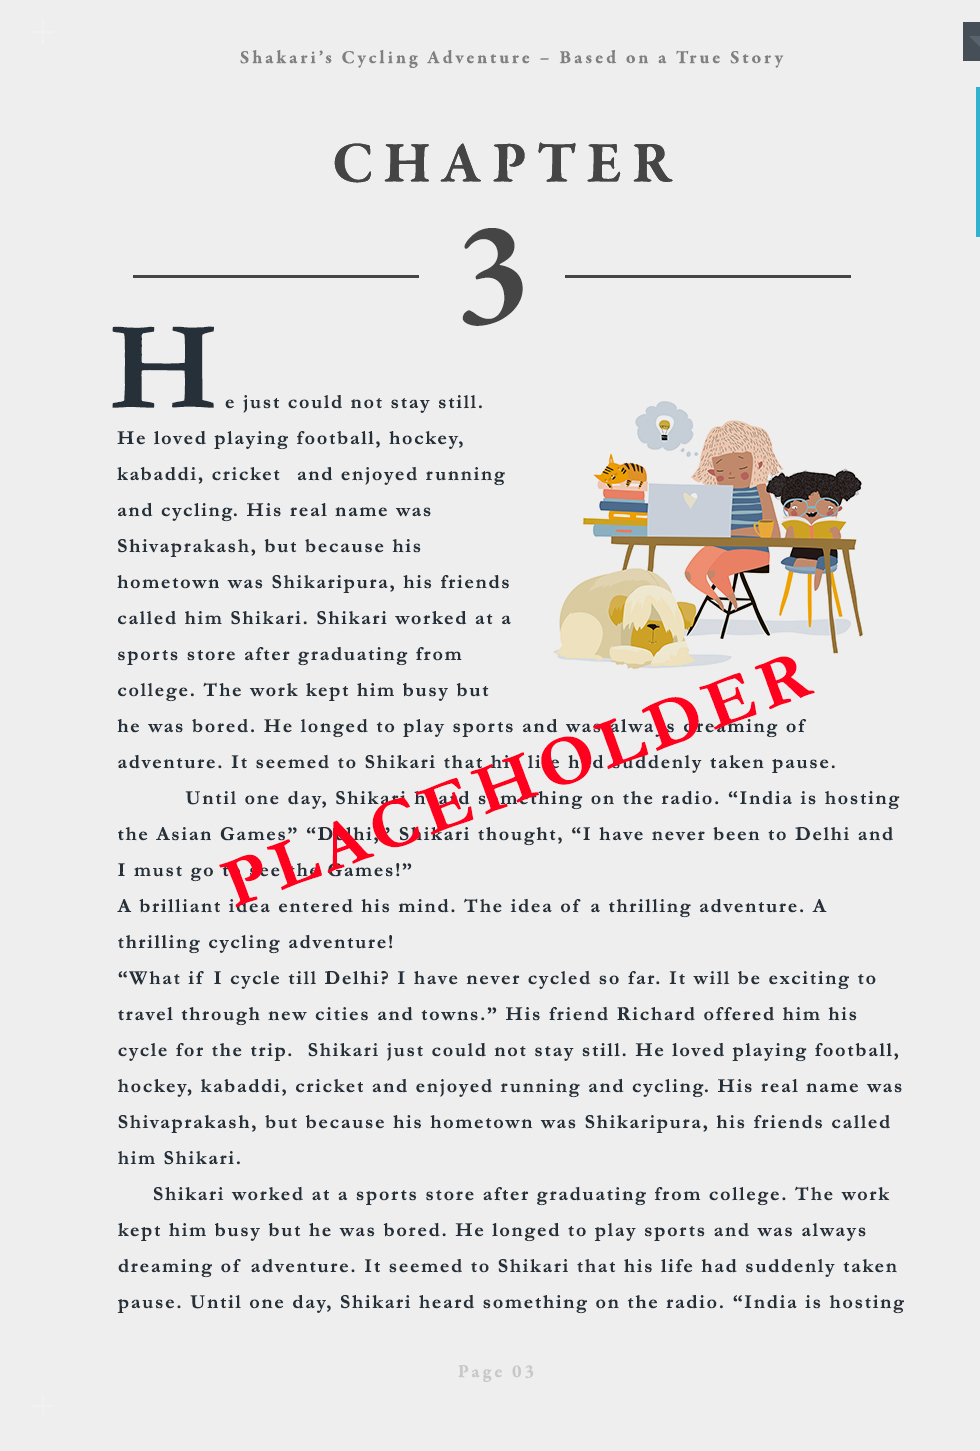 Shakari’s Cycling Adventure – Based on a True Story
CHAPTER
3
He just could not stay still.
He loved playing football, hockey,
kabaddi, cricket and enjoyed running
and cycling. His real name was
Shivaprakash, but because his
hometown was Shikaripura, his friends
called him Shikari. Shikari worked at a
sports store after graduating from
college. The work kept him busy but
he was bored. He longed to play sports and was always dreaming of
adventure. It seemed to Shikari that his life had suddenly taken pause.
Until one day, Shikari heard something on the radio. “India is hosting
the Asian Games” “Delhi,” Shikari thought, “I have never been to Delhi and
I must go to see the Games!”
PLACEHOLDER
A brilliant idea entered his mind. The idea of a thrilling adventure. A
thrilling cycling adventure!
“What if I cycle till Delhi? I have never cycled so far. It will be exciting to
travel through new cities and towns.” His friend Richard offered him his
cycle for the trip. Shikari just could not stay still. He loved playing football,
hockey, kabaddi, cricket and enjoyed running and cycling. His real name was
Shivaprakash, but because his hometown was Shikaripura, his friends called
him Shikari.
Shikari worked at a sports store after graduating from college. The work
kept him busy but he was bored. He longed to play sports and was always
dreaming of adventure. It seemed to Shikari that his life had suddenly taken
pause. Until one day, Shikari heard something on the radio. “India is hosting
Page 03